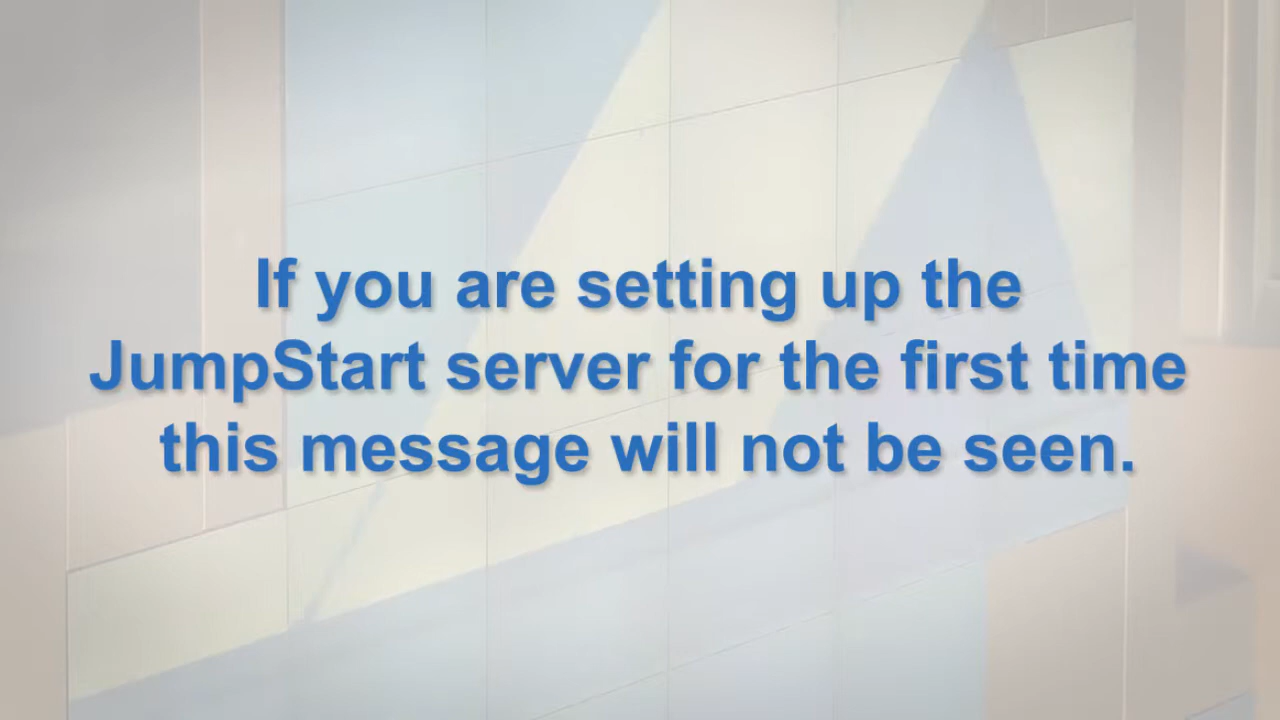 If you are setting up the
JumpStart server for the first time
this message will not be seen.